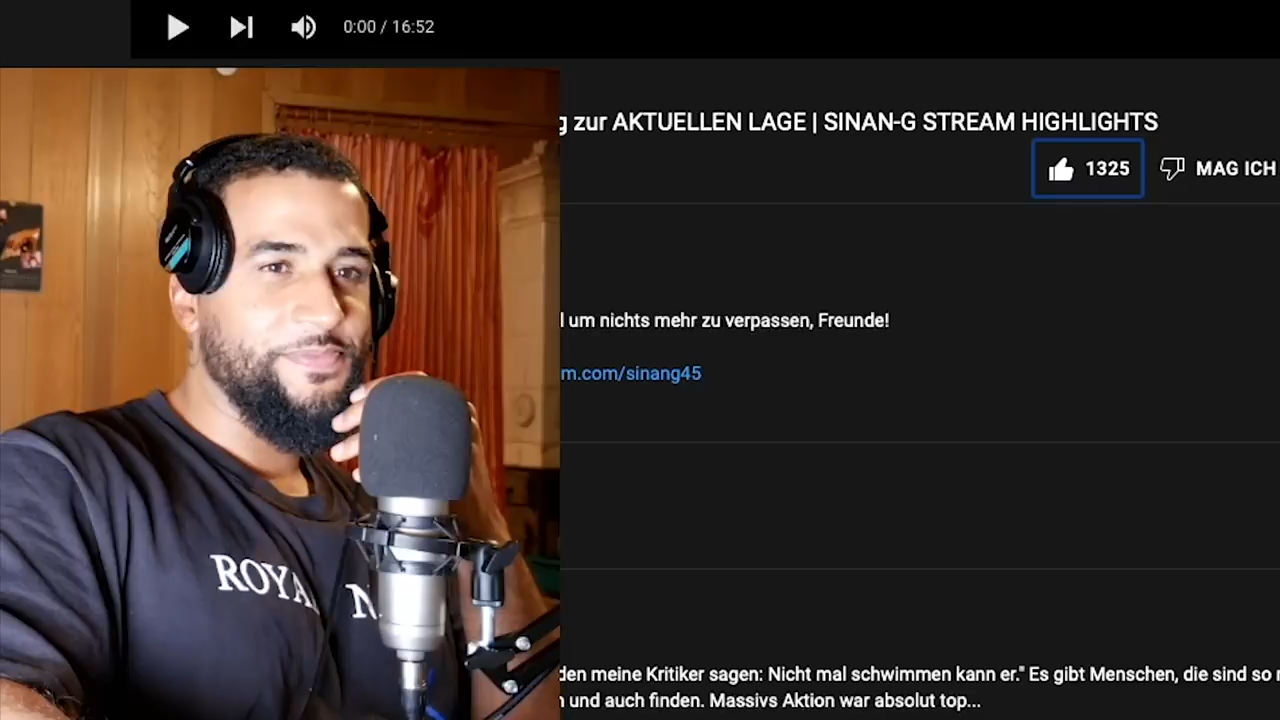 0:00 / 16:52
g zur AKTUELLEN LAGE | SINAN-G STREAM HIGHLIGHTS
1325 MAG ICH
l um nichts mehr zu verpassen, Freunde!
m.com/sinang45
ROYA N
den meine Kritiker sagen: Nicht mal schwimmen kann er." Es gibt Menschen, die sind so
n und auch finden. Massivs Aktion war absolut top...